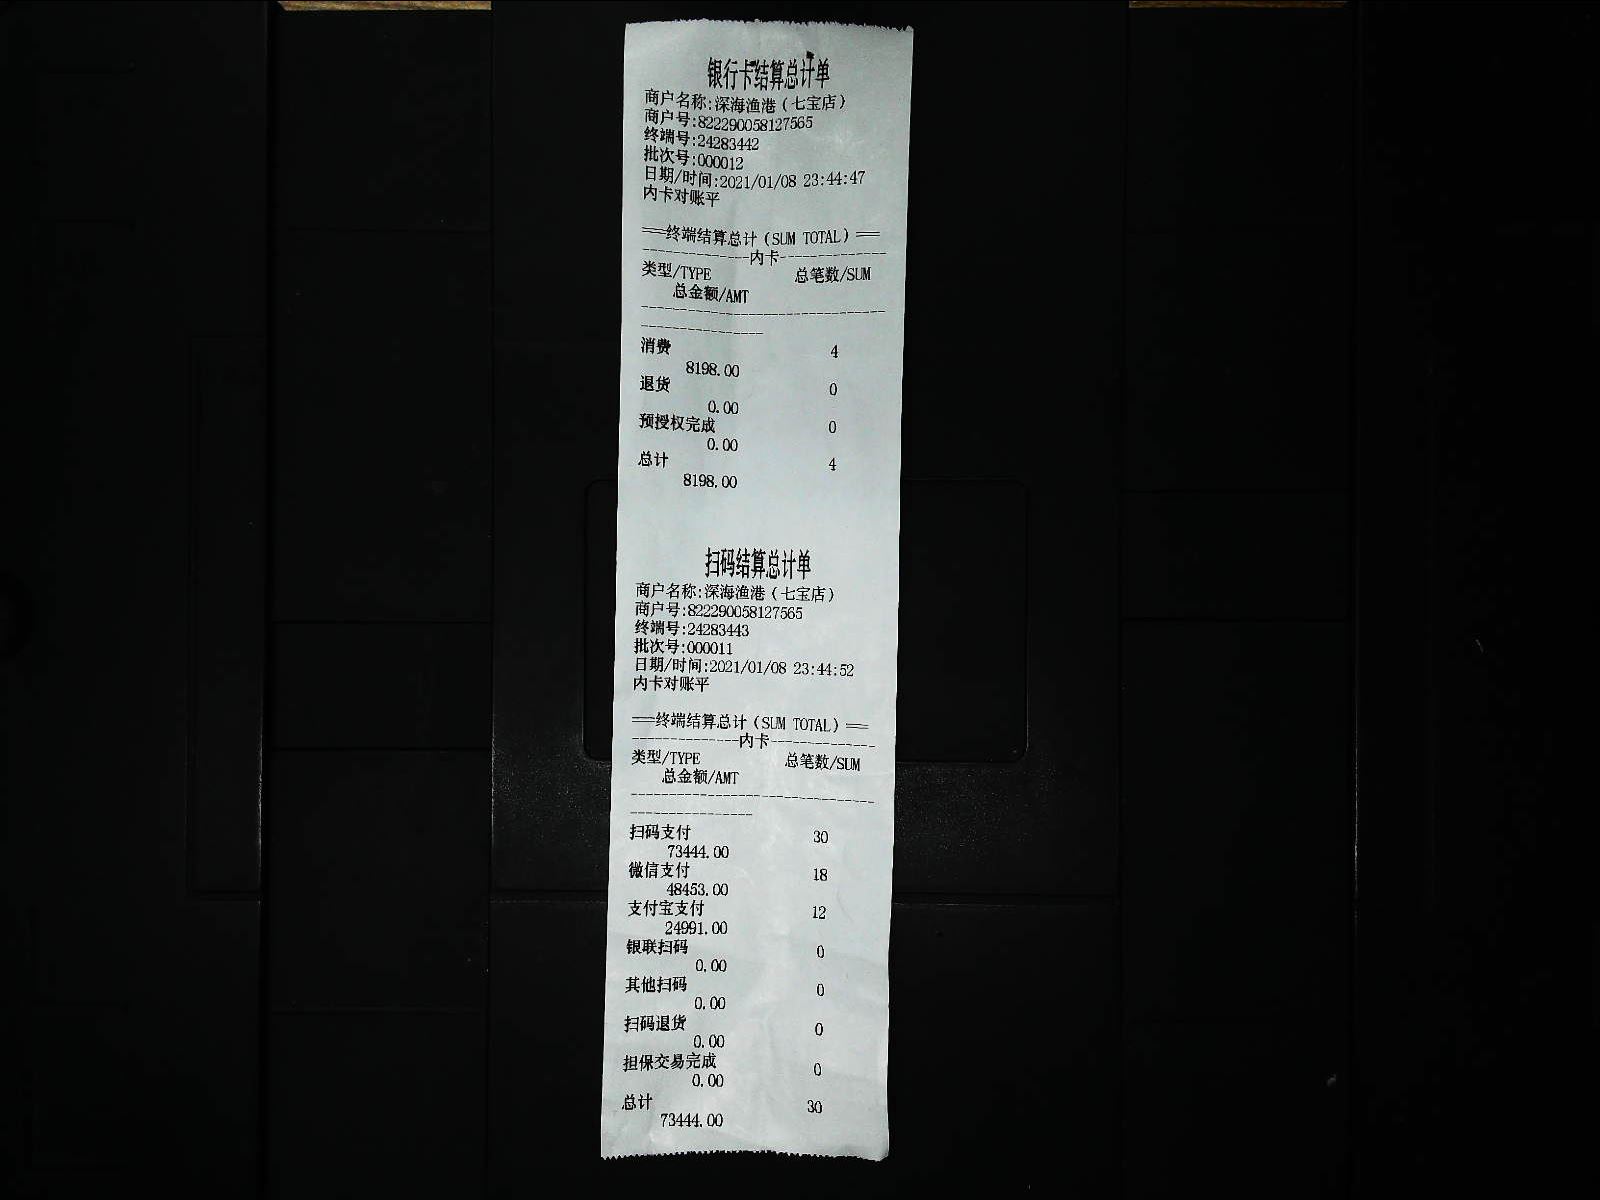 银行卡结算总计单
商户名称:深海渔港(七宝店)
商户号:822290058127565
终端号:24283442
批次号:000012
日期/时间:2021/01/08 23:44:47
内卡对账平
==终端结算总计(SUM TOTAL)==
--------------内卡--------------
类型/TYPE 总笔数/SUM
总金额/AMT
--------------------------------
----------------
消费 4
8198.00
退货 0
0.00
预授权完成 0
0.00
总计 4
8198.00
扫码结算总计单
商户名称:深海渔港(七宝店)
商户号:822290058127565
终端号:24283443
批次号:000011
日期/时间:2021/01/08 23:44:52
内卡对账平
==终端结算总计(SUM TOTAL)==
--------------内卡--------------
类型/TYPE 总笔数/SUM
总金额/AMT
--------------------------------
----------------
扫码支付 30
73444.00
微信支付 18
48453.00
支付宝支付 12
24991.00
银联扫码 0
0.00
其他扫码 0
0.00
扫码退货 0
0.00
担保交易完成 0
0.00
总计 30
73444.00